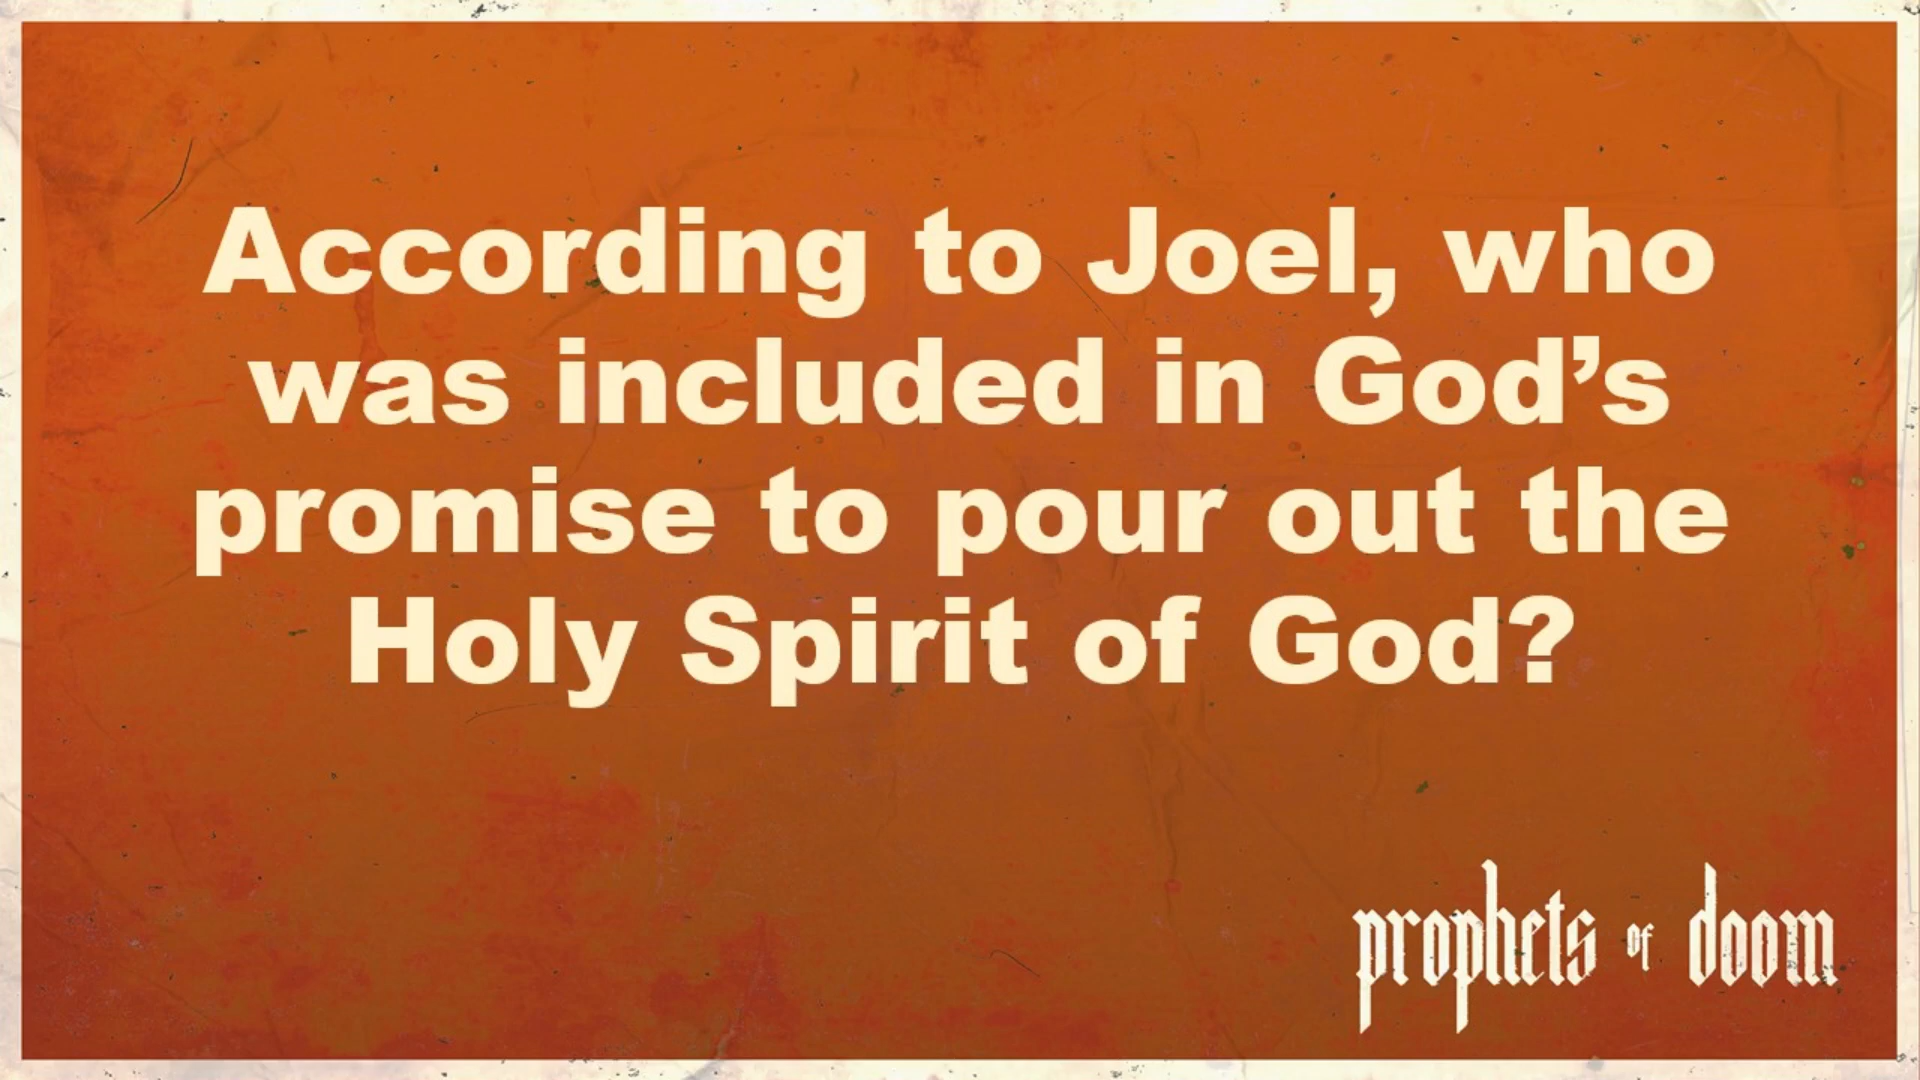 According to Joel, who
was included in God’s
promise to pour out the
Holy Spirit of God?
prophets of doom